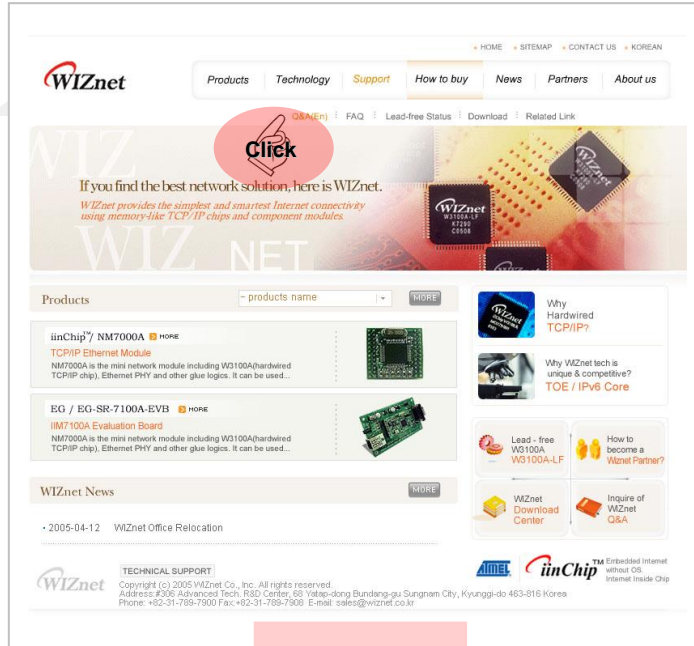 HOME SITEMAP CONTACT US KOREAN
WIZnet
Products Technology Support How to buy News Partners About us
Q&A(En) FAQ Lead-free Status Download Related Link
Click
If you find the best network solution, here is WIZnet.
WIZnet provides the simplest and smartest Internet connectivity
using memory-like TCP/IP chips and component modules.
WIZ
WIZ NET
WIZnet
W3100A-LF
K7290
C0508
Products - products name MORE
iinChip™/ NM7000A MORE
TCP/IP Ethernet Module
NM7000A is the mini network module including W3100A(hardwired
TCP/IP chip), Ethernet PHY and other glue logics. It can be used...
EG / EG-SR-7100A-EVB MORE
IIM7100A Evaluation Board
NM7000A is the mini network module including W3100A(hardwired
TCP/IP chip), Ethernet PHY and other glue logics. It can be used...
WIZnet News MORE
2005-04-12 WIZnet Office Relocation
Why
Hardwired
TCP/IP?
Why WIZnet tech is
unique & competitive?
TOE / IPv6 Core
Lead - free
W3100A
W3100A-LF
How to
become a
Wiznet Partner?
WIZnet
Download
Center
Inquire of
WIZnet
Q&A
WIZnet
TECHNICAL SUPPORT
Copyright (c) 2005 WIZnet Co., Inc. All rights reserved.
Address:#306 Advanced Tech. R&D Center, 68 Yatap-dong Bundang-gu Sungnam City, Kyunggi-do 463-816 Korea
Phone: +82-31-789-7900 Fax:+82-31-789-7908 E-mail: sales@wiznet.co.kr
ATMEL iinChip™
Embedded Internet
without OS.
Internet Inside Chip